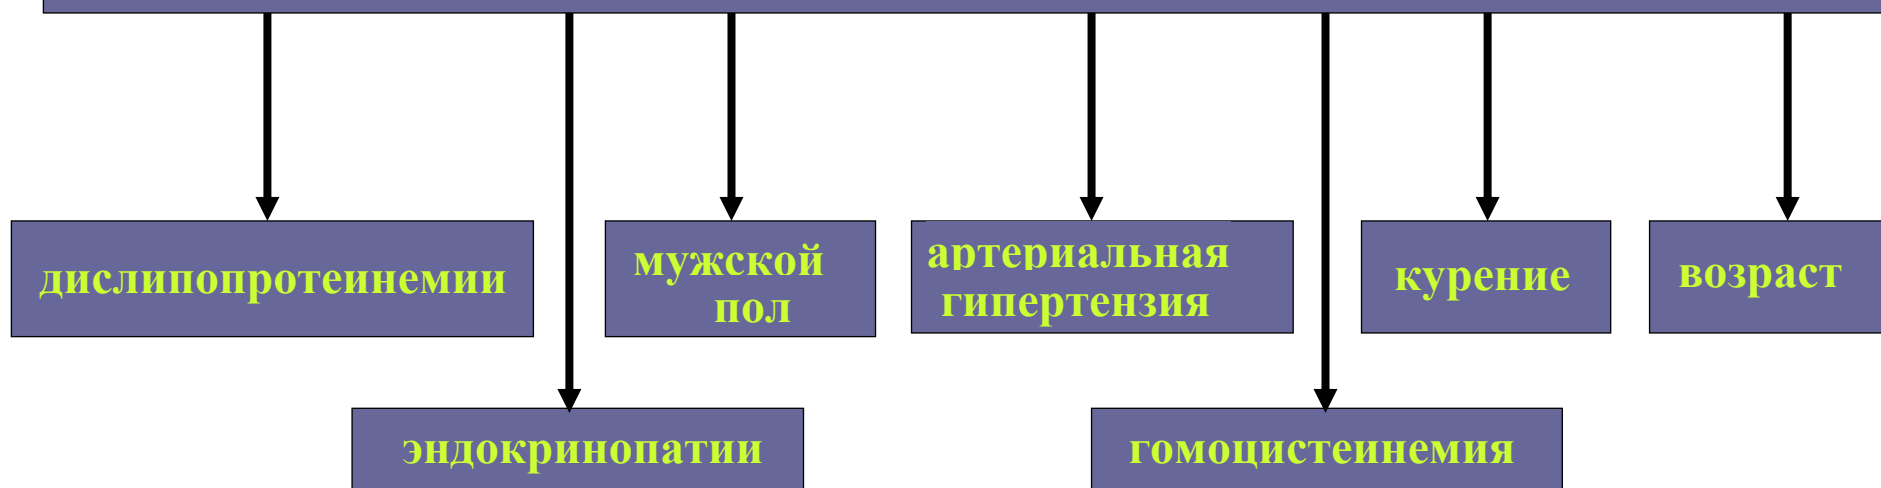 дислипопротеинемии
мужской
пол
артериальная
гипертензия
курение
возраст
эндокринопатии
гомоцистеинемия